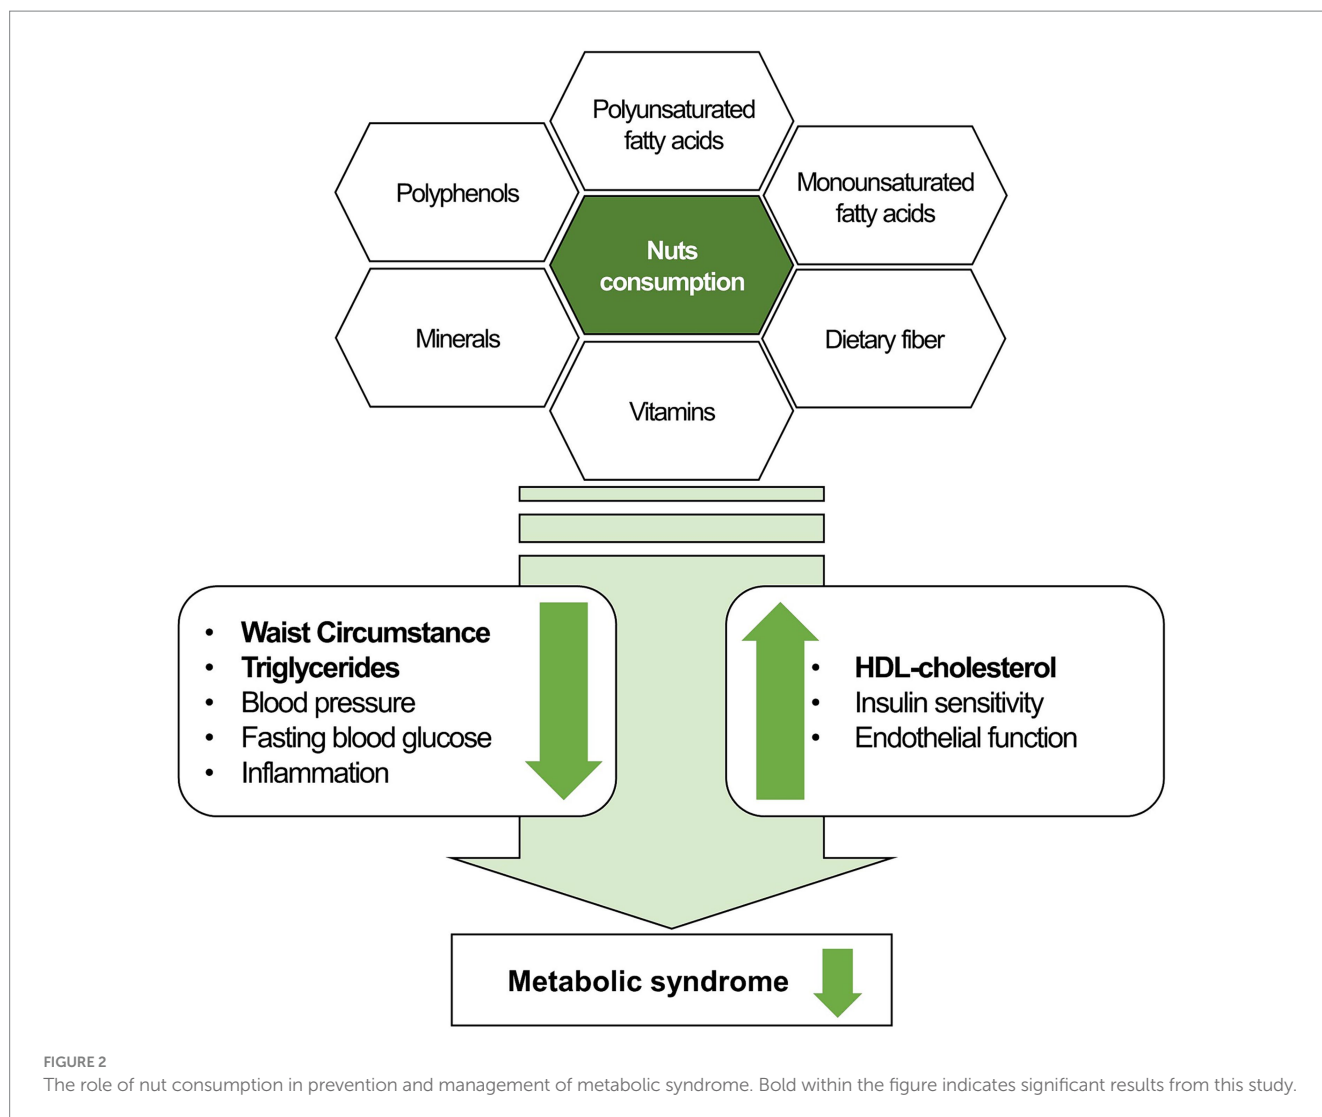 Polyunsaturated
fatty acids
Polyphenols
Monounsaturated
fatty acids
Nuts
consumption
Minerals
Dietary fiber
Vitamins
• Waist Circumstance
• Triglycerides
• Blood pressure
• Fasting blood glucose
• Inflammation
• HDL-cholesterol
• Insulin sensitivity
• Endothelial function
Metabolic syndrome
FIGURE 2
The role of nut consumption in prevention and management of metabolic syndrome. Bold within the figure indicates significant results from this study.